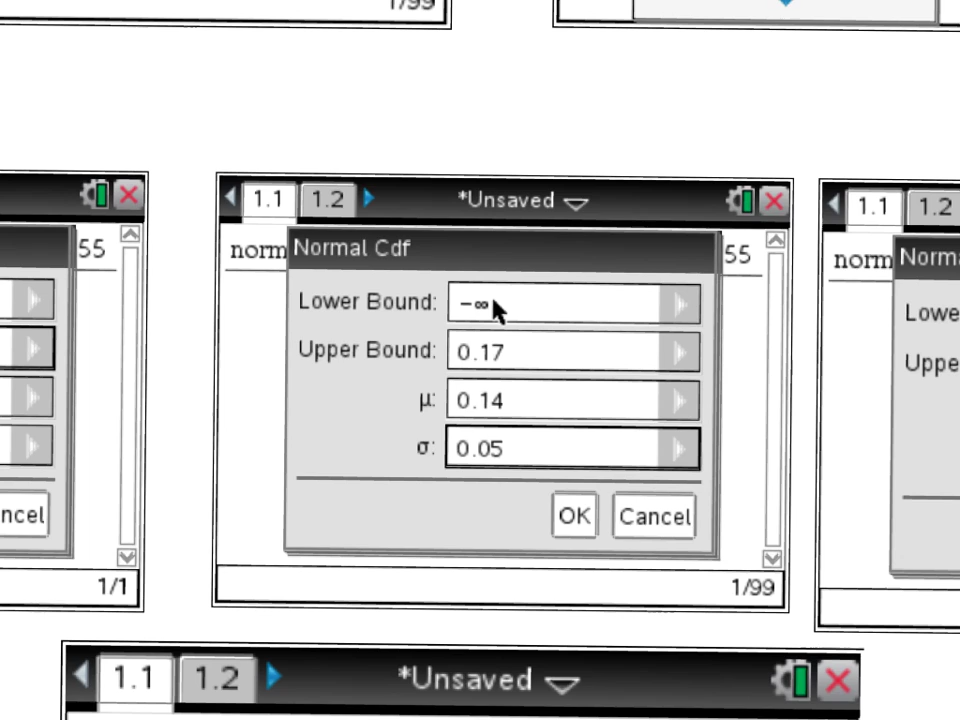 1/99
1.1 1.2 *Unsaved
norm 55
55
Normal Cdf
Lower Bound: -∞
Upper Bound: 0.17
μ: 0.14
σ: 0.05
OK Cancel
ncel
1/1
1/99
1.1 1.2
norm
Norma
Lowe
Uppe
1.1 1.2 *Unsaved